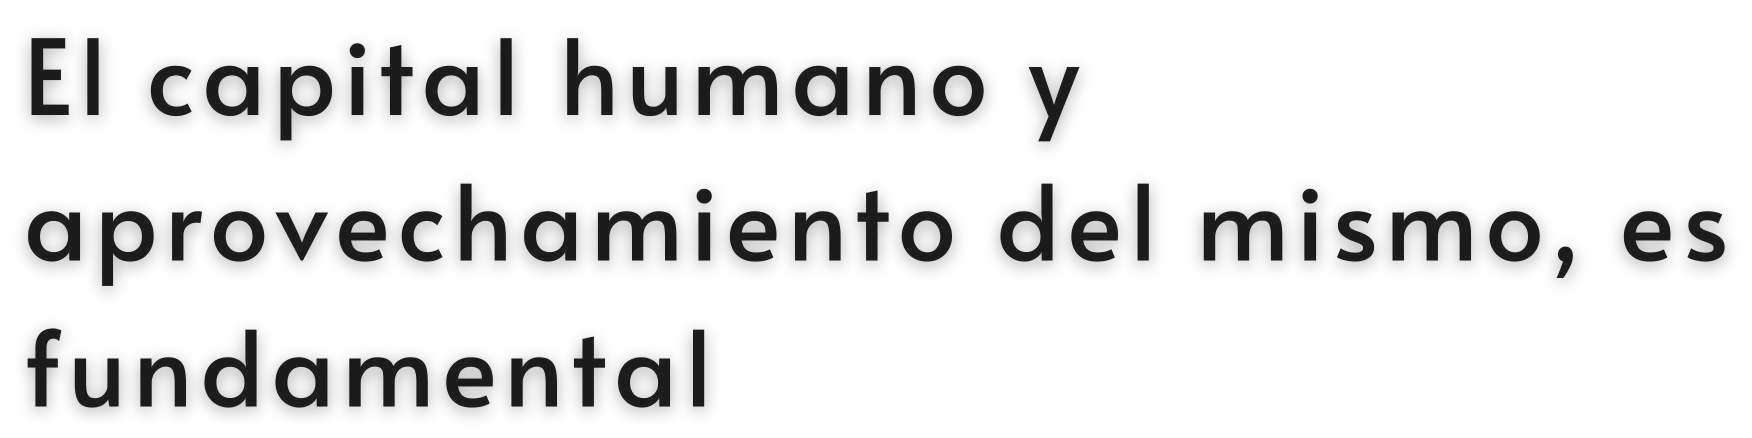 El capital humano y
aprovechamiento del mismo, es
fundamental